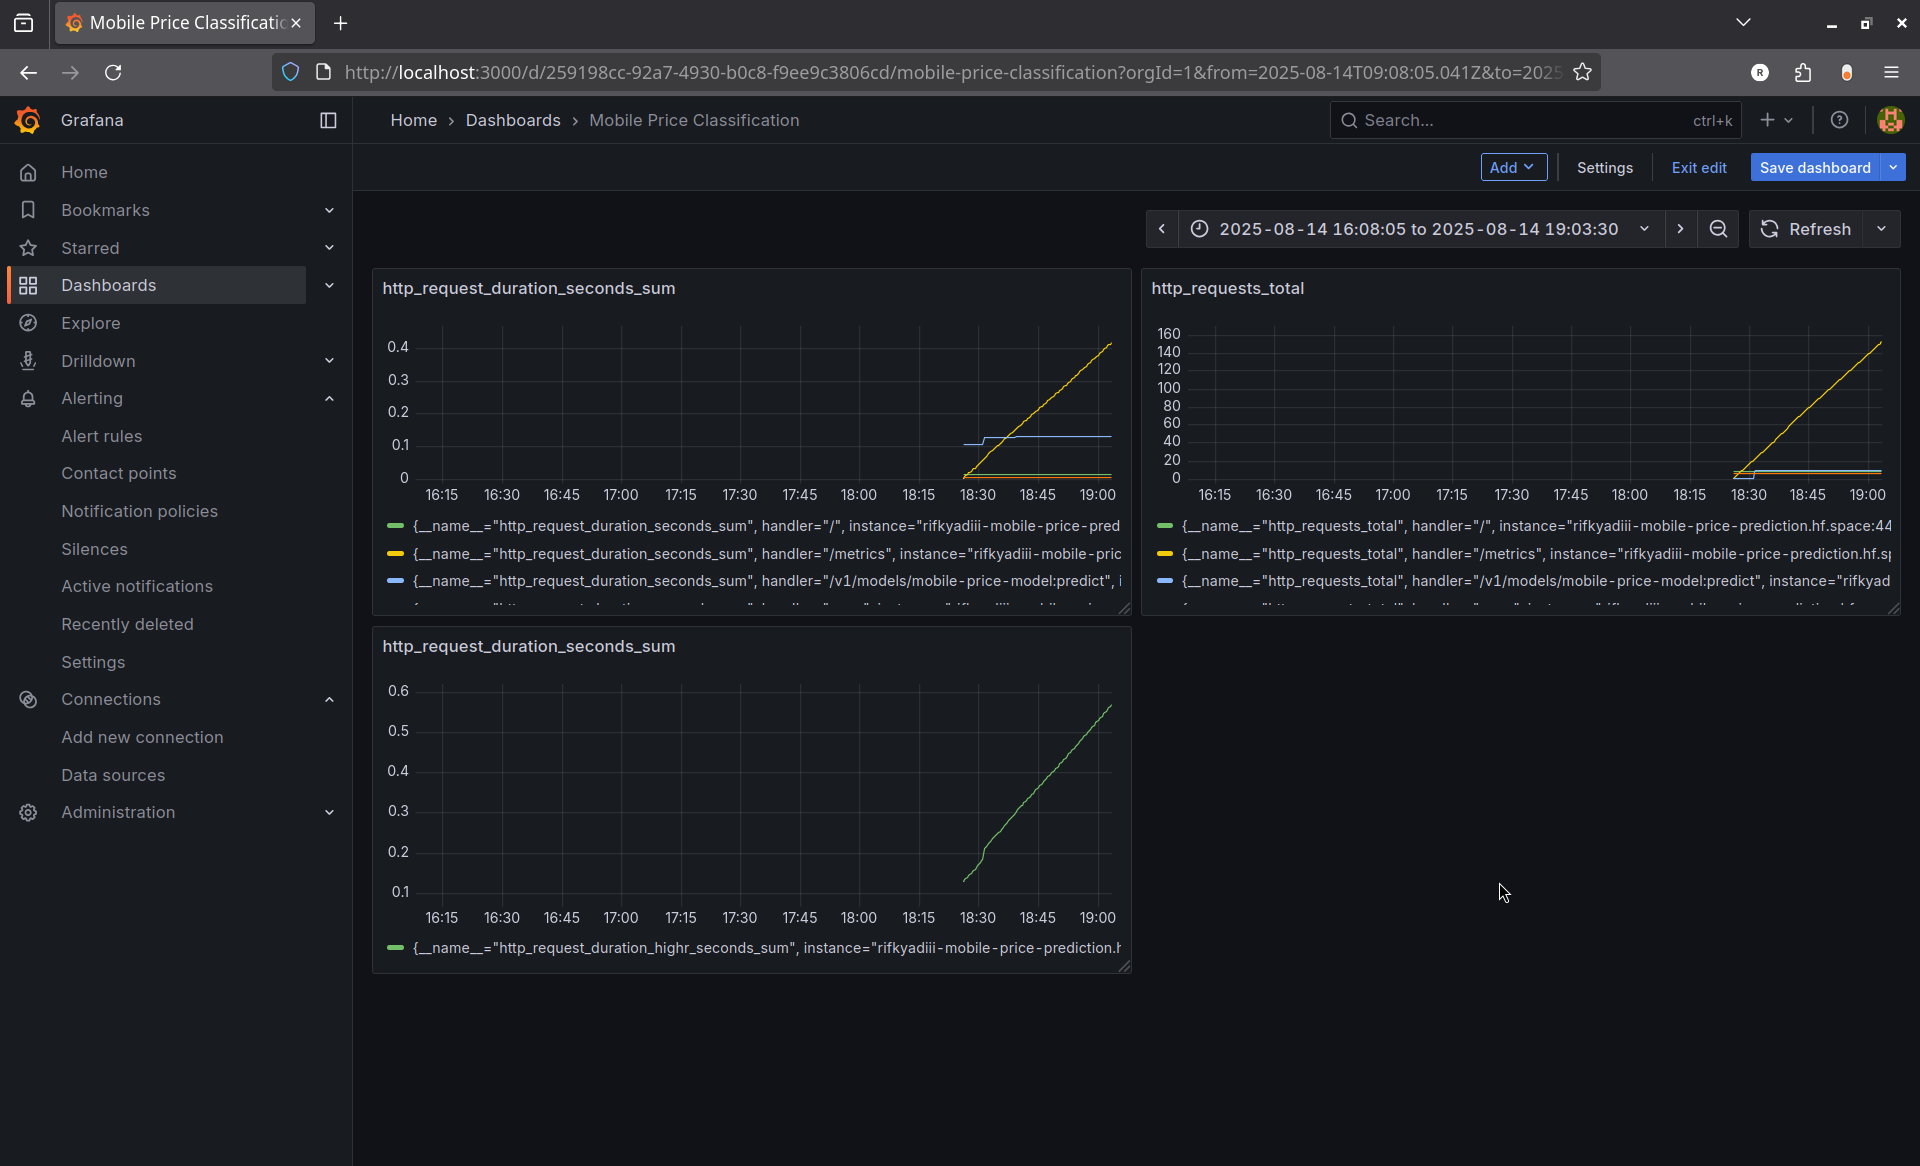 Mobile Price Classificatio
http://localhost:3000/d/259198cc-92a7-4930-b0c8-f9ee9c3806cd/mobile-price-classification?orgId=1&from=2025-08-14T09:08:05.041Z&to=2025
R
Grafana
Home > Dashboards > Mobile Price Classification
Search...
ctrl+k
Add
Settings
Exit edit
Save dashboard
Home
Bookmarks
Starred
Dashboards
Explore
Drilldown
Alerting
Alert rules
Contact points
Notification policies
Silences
Active notifications
Recently deleted
Settings
Connections
Add new connection
Data sources
Administration
2025-08-14 16:08:05 to 2025-08-14 19:03:30
Refresh
http_request_duration_seconds_sum
0.4
0.3
0.2
0.1
0
16:15 16:30 16:45 17:00 17:15 17:30 17:45 18:00 18:15 18:30 18:45 19:00
{__name__="http_request_duration_seconds_sum", handler="/", instance="rifkyadiii-mobile-price-pred
{__name__="http_request_duration_seconds_sum", handler="/metrics", instance="rifkyadiii-mobile-pric
{__name__="http_request_duration_seconds_sum", handler="/v1/models/mobile-price-model:predict", i
http_requests_total
160
140
120
100
80
60
40
20
0
16:15 16:30 16:45 17:00 17:15 17:30 17:45 18:00 18:15 18:30 18:45 19:00
{__name__="http_requests_total", handler="/", instance="rifkyadiii-mobile-price-prediction.hf.space:44
{__name__="http_requests_total", handler="/metrics", instance="rifkyadiii-mobile-price-prediction.hf.sp
{__name__="http_requests_total", handler="/v1/models/mobile-price-model:predict", instance="rifkyad
http_request_duration_seconds_sum
0.6
0.5
0.4
0.3
0.2
0.1
16:15 16:30 16:45 17:00 17:15 17:30 17:45 18:00 18:15 18:30 18:45 19:00
{__name__="http_request_duration_highr_seconds_sum", instance="rifkyadiii-mobile-price-prediction.h